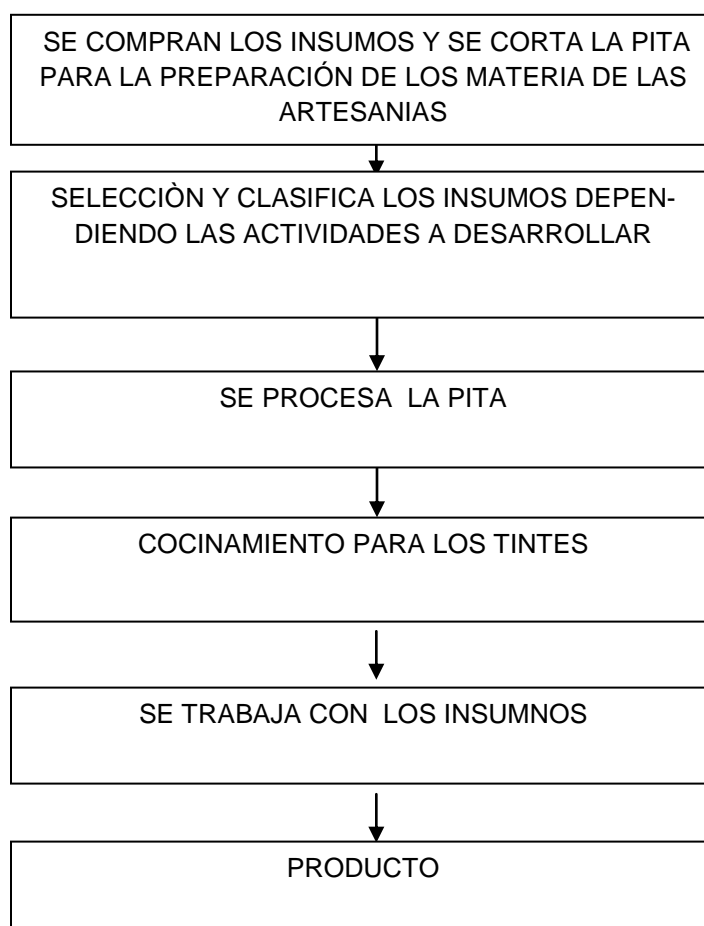 SE COMPRAN LOS INSUMOS Y SE CORTA LA PITA
PARA LA PREPARACIÓN DE LOS MATERIA DE LAS
ARTESANIAS
SELECCIÒN Y CLASIFICA LOS INSUMOS DEPEN-
DIENDO LAS ACTIVIDADES A DESARROLLAR
SE PROCESA LA PITA
COCINAMIENTO PARA LOS TINTES
SE TRABAJA CON LOS INSUMNOS
PRODUCTO